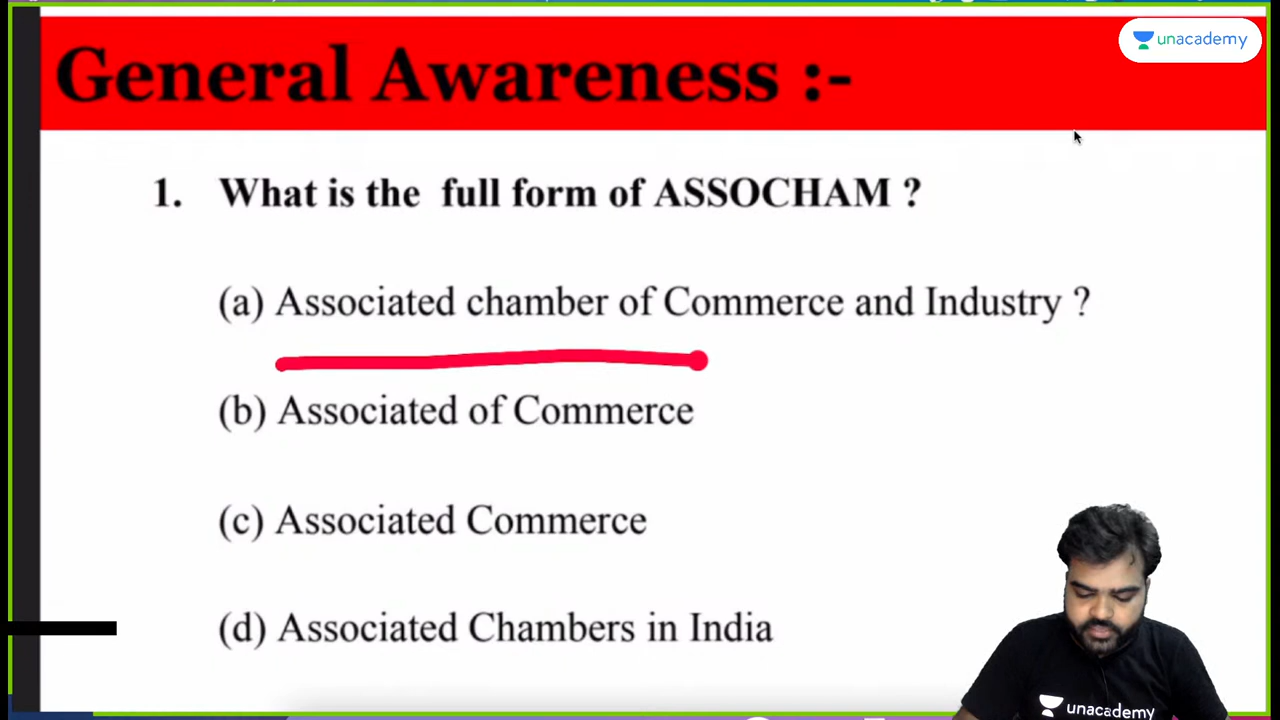 unacademy
General Awareness :-
1. What is the full form of ASSOCHAM ?
(a) Associated chamber of Commerce and Industry ?
(b) Associated of Commerce
(c) Associated Commerce
(d) Associated Chambers in India
unacademy